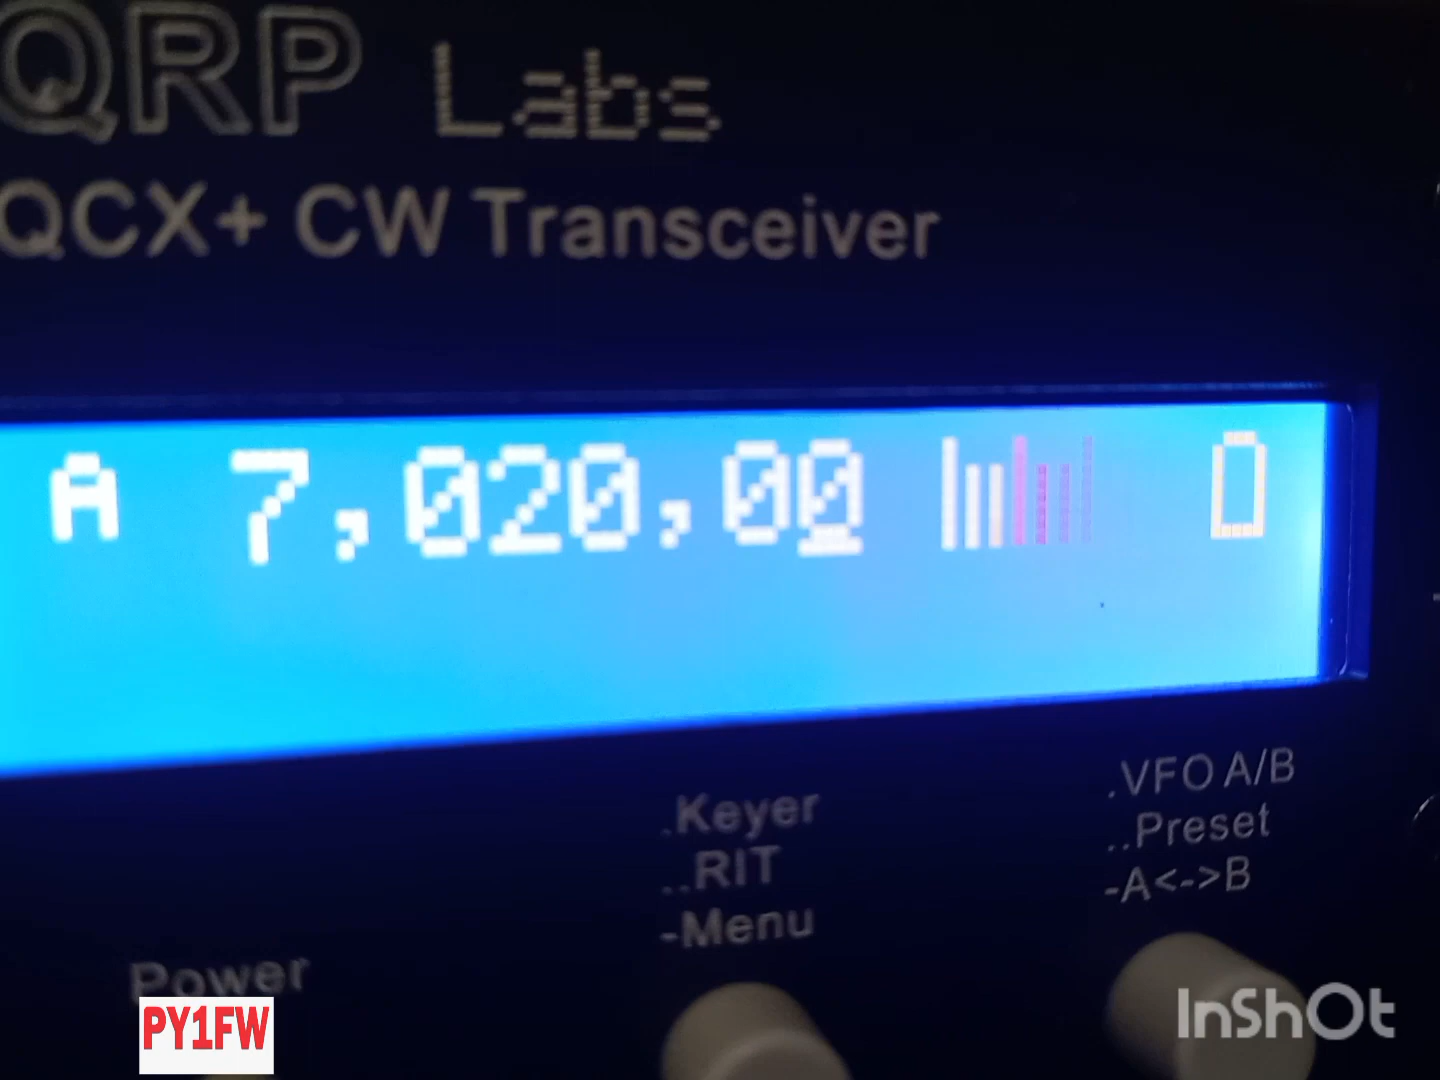 QRP Labs
QCX+ CW Transceiver
A 7,020,00
.Keyer
..RIT
-Menu
.VFO A/B
..Preset
-A<->B
Power
PY1FW
InShOt